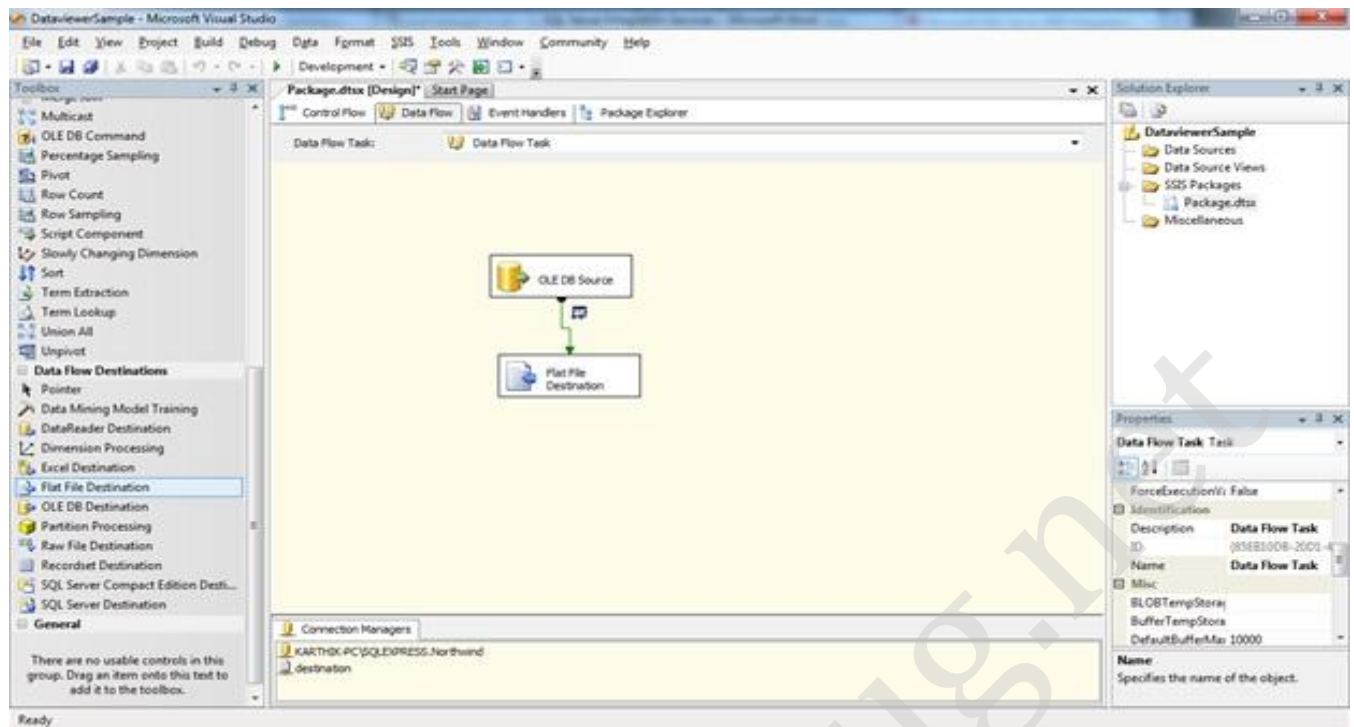 DataviewerSample - Microsoft Visual Studio
File Edit View Project Build Debug Data Format SSIS Tools Window Community Help
Development
Toolbox
Merge Join
Multicast
OLE DB Command
Percentage Sampling
Pivot
Row Count
Row Sampling
Script Component
Slowly Changing Dimension
Sort
Term Extraction
Term Lookup
Union All
Unpivot
Data Flow Destinations
Pointer
Data Mining Model Training
DataReader Destination
Dimension Processing
Excel Destination
Flat File Destination
OLE DB Destination
Partition Processing
Raw File Destination
Recordset Destination
SQL Server Compact Edition Desti...
SQL Server Destination
General
There are no usable controls in this
group. Drag an item onto this text to
add it to the toolbox.
Package.dtsx [Design]* Start Page
Control Flow Data Flow Event Handlers Package Explorer
Data Flow Task: Data Flow Task
OLE DB Source
Flat File
Destination
Connection Managers
KARTHIK-PC\SQLEXPRESS.Northwind
destination
Solution Explorer
DataviewerSample
Data Sources
Data Source Views
SSIS Packages
Package.dtsx
Miscellaneous
Properties
Data Flow Task Task
ForceExecutionVa False
Identification
Description Data Flow Task
ID
Name Data Flow Task
Misc
BLOBTempStora
BufferTempStora
DefaultBufferMa 10000
Name
Specifies the name of the object.
Ready